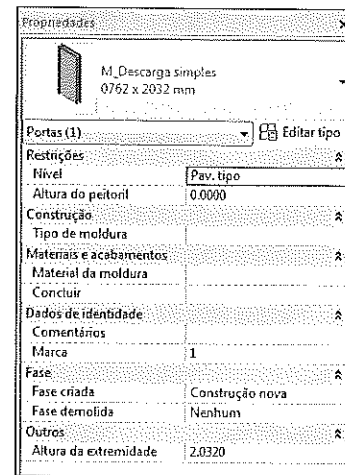 Propriedades
M_Descarga simples
0762 x 2032 mm
Portas (1) Editar tipo
Restrições
Nível Pav. tipo
Altura do peitoril 0.0000
Construção
Tipo de moldura
Materiais e acabamentos
Material da moldura
Concluir
Dados de identidade
Comentários
Marca 1
Fase
Fase criada Construção nova
Fase demolida Nenhum
Outros
Altura da extremidade 2.0320